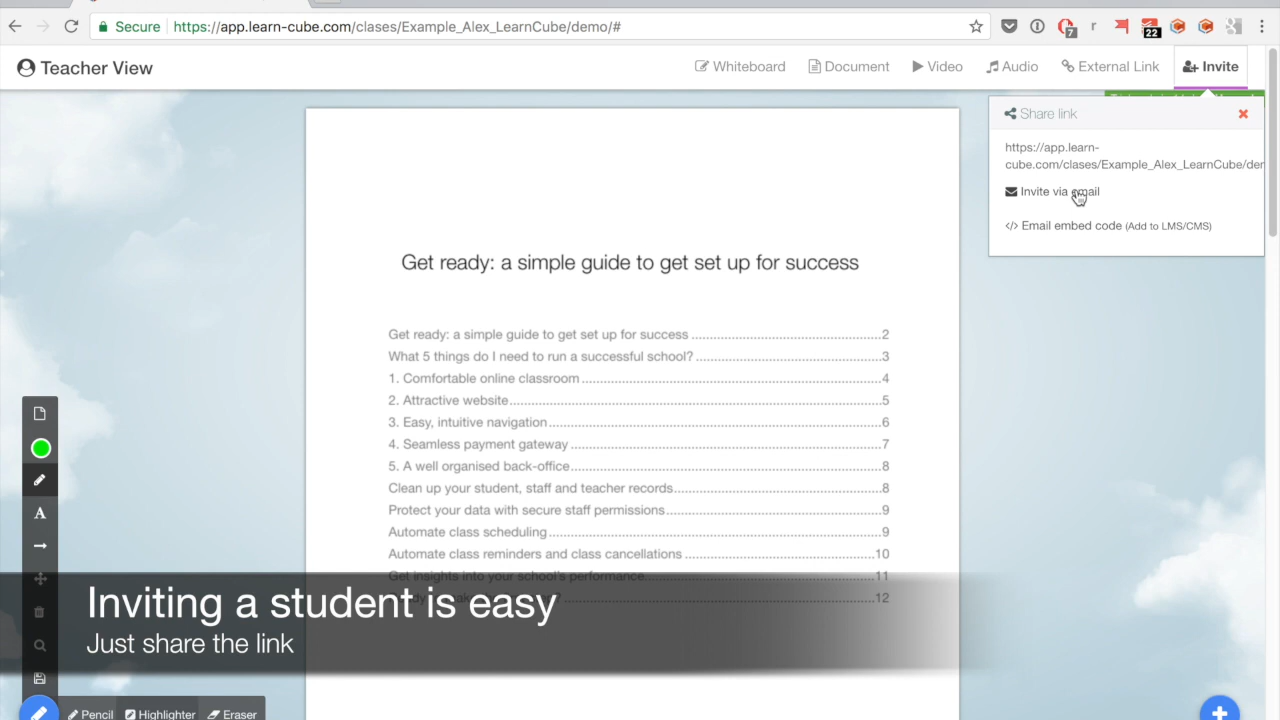 Secure https://app.learn-cube.com/clases/Example_Alex_LearnCube/demo/#
7 r 22
Teacher View Whiteboard Document Video Audio External Link Invite
Share link
https://app.learn-
cube.com/clases/Example_Alex_LearnCube/der
Invite via email
Email embed code (Add to LMS/CMS)
Get ready: a simple guide to get set up for success
Get ready: a simple guide to get set up for success 2
What 5 things do I need to run a successful school? 3
1. Comfortable online classroom 4
2. Attractive website 5
3. Easy, intuitive navigation 6
4. Seamless payment gateway 7
5. A well organised back-office 8
Clean up your student, staff and teacher records 8
Protect your data with secure staff permissions 9
Automate class scheduling 9
Automate class reminders and class cancellations 10
Get insights into your school's performance 11
12
A
Inviting a student is easy
Just share the link
Pencil Highlighter Eraser